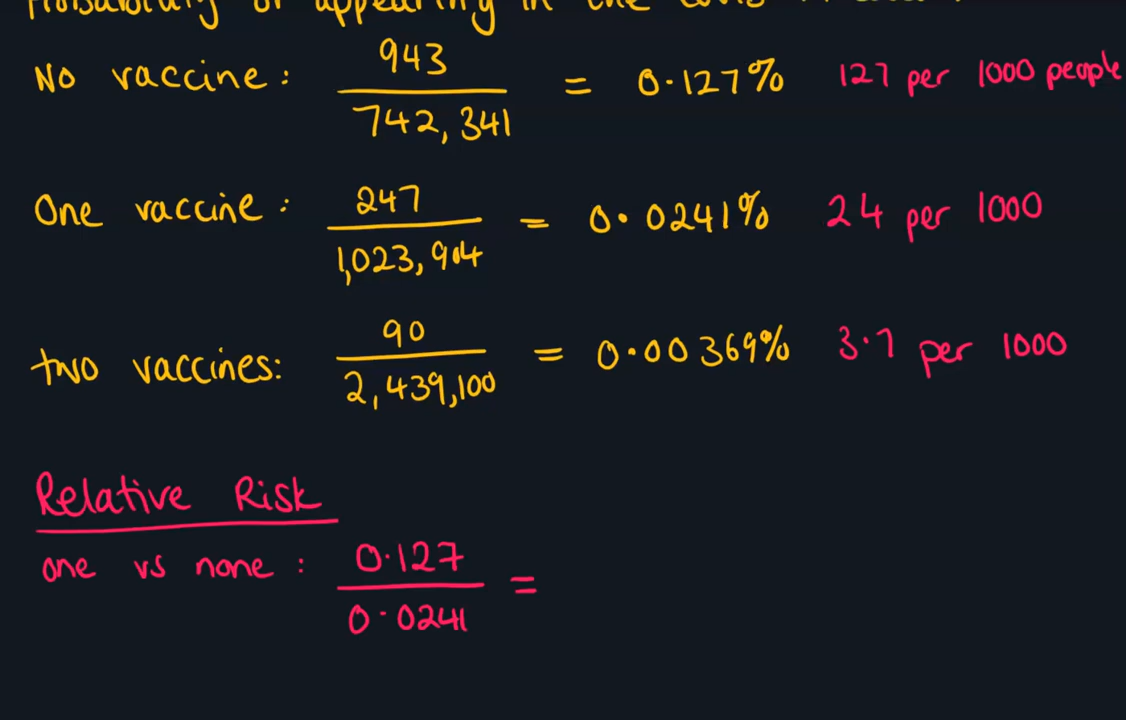 No vaccine: 943 / 742,341 = 0.127% 127 per 1000 people
One vaccine: 247 / 1,023,904 = 0.0241% 24 per 1000
two vaccines: 90 / 2,439,100 = 0.00369% 3.7 per 1000
Relative Risk
one vs none: 0.127 / 0.0241 =